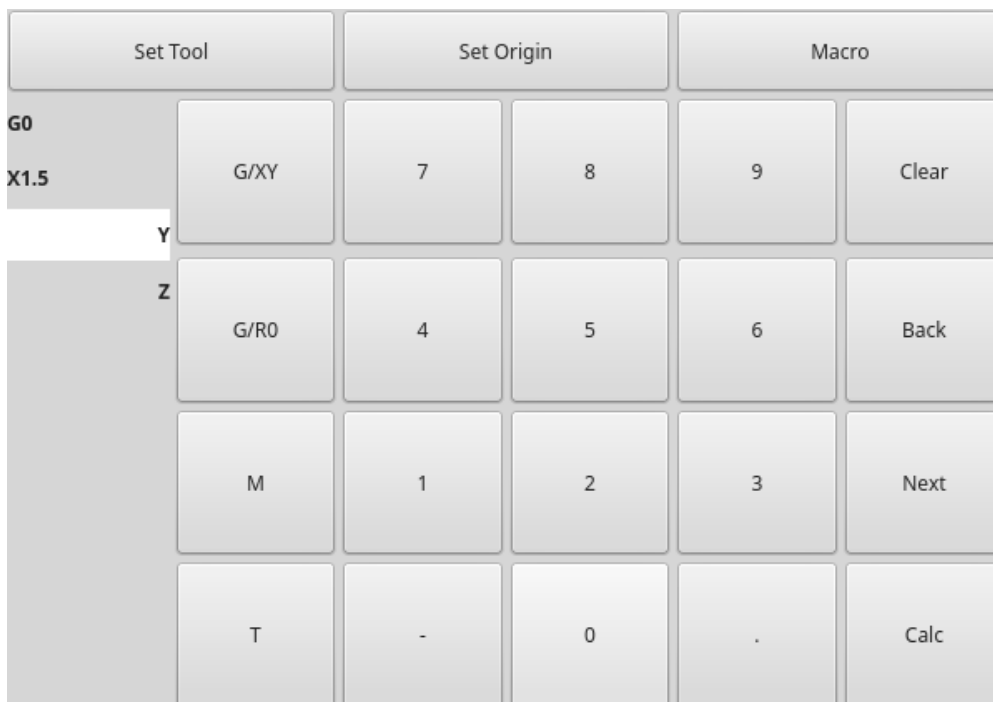 Set Tool Set Origin Macro
G0
X1.5
Y
Z
G/XY 7 8 9 Clear
G/R0 4 5 6 Back
M 1 2 3 Next
T - 0 . Calc